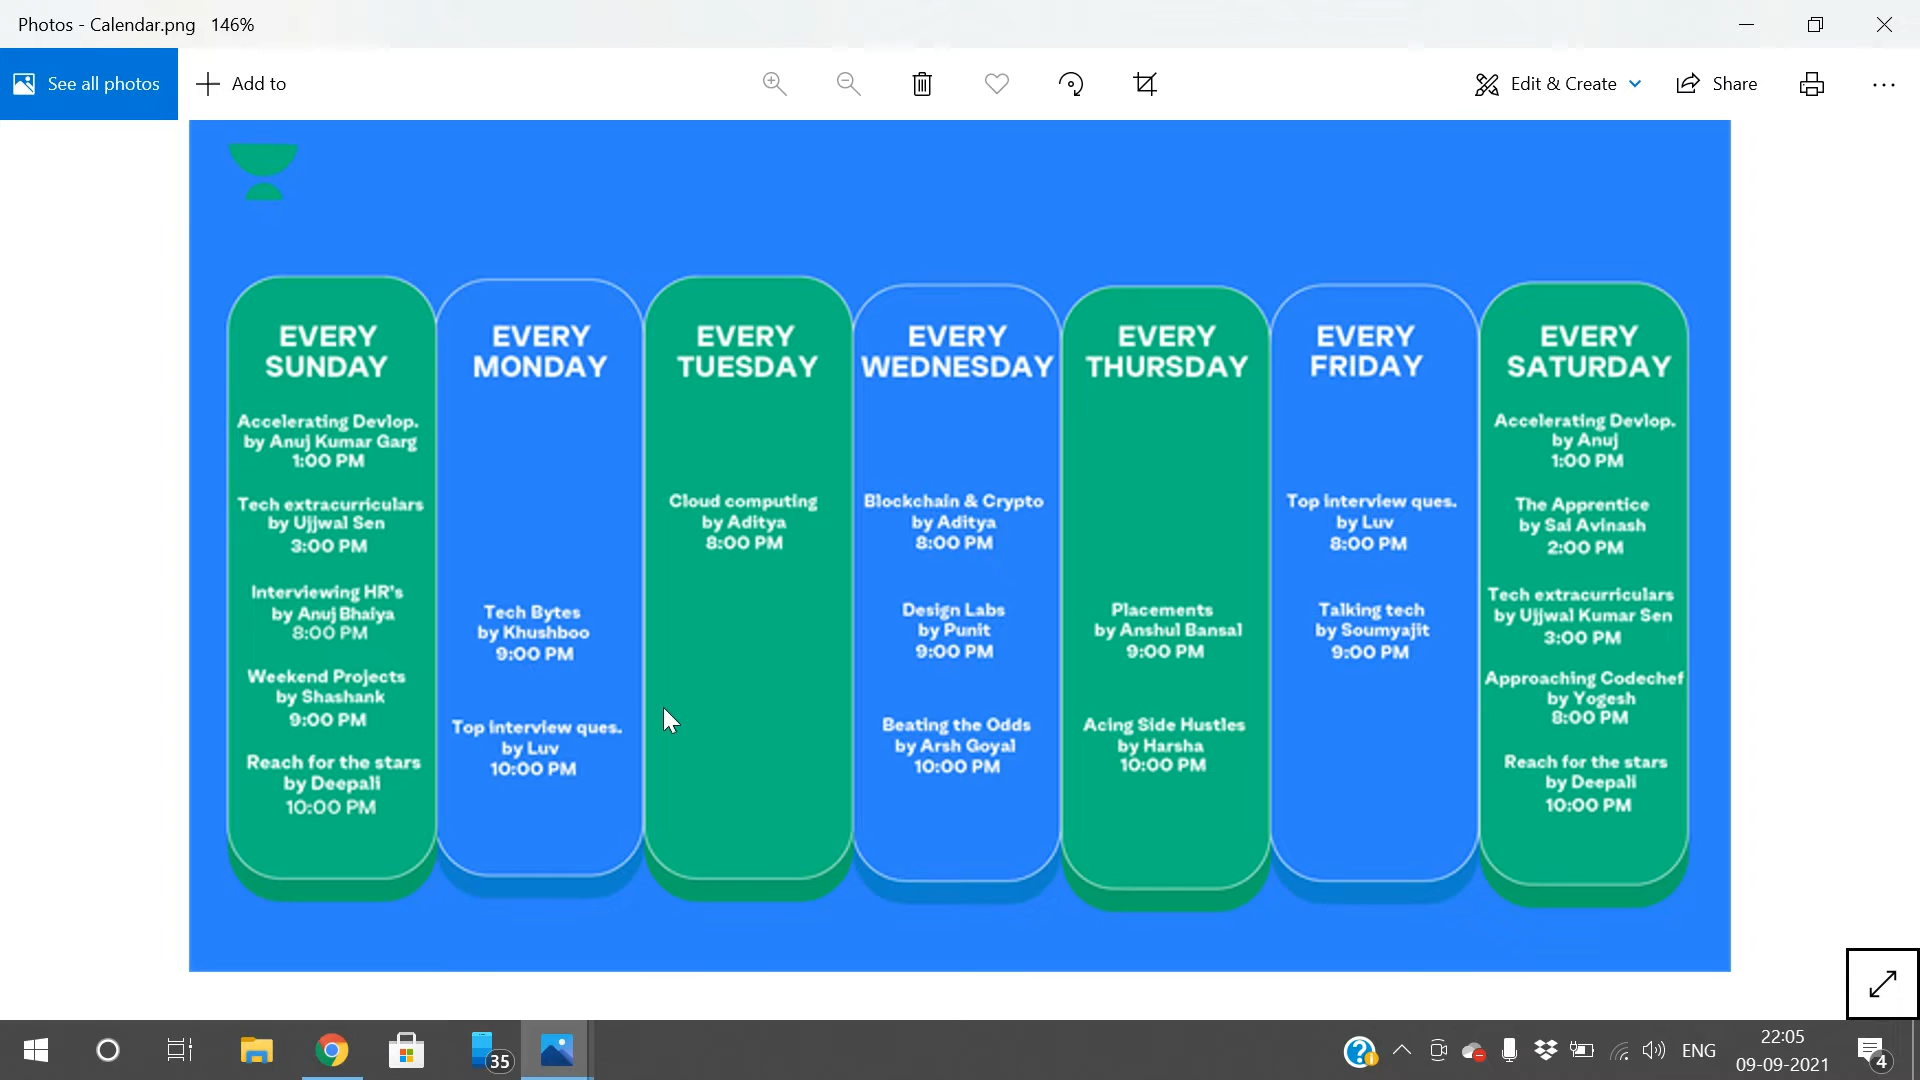 Photos - Calendar.png 146%
See all photos
Add to
Edit & Create
Share
EVERY
SUNDAY
Accelerating Devlop.
by Anuj Kumar Garg
1:00 PM
Tech extracurriculars
by Ujjwal Sen
3:00 PM
Interviewing HR's
by Anuj Bhaiya
8:00 PM
Weekend Projects
by Shashank
9:00 PM
Reach for the stars
by Deepali
10:00 PM
EVERY
MONDAY
Tech Bytes
by Khushboo
9:00 PM
Top interview ques.
by Luv
10:00 PM
EVERY
TUESDAY
Cloud computing
by Aditya
8:00 PM
EVERY
WEDNESDAY
Blockchain & Crypto
by Aditya
8:00 PM
Design Labs
by Punit
9:00 PM
Beating the Odds
by Arsh Goyal
10:00 PM
EVERY
THURSDAY
Placements
by Anshul Bansal
9:00 PM
Acing Side Hustles
by Harsha
10:00 PM
EVERY
FRIDAY
Top interview ques.
by Luv
8:00 PM
Talking tech
by Soumyajit
9:00 PM
EVERY
SATURDAY
Accelerating Devlop.
by Anuj
1:00 PM
The Apprentice
by Sai Avinash
2:00 PM
Tech extracurriculars
by Ujjwal Kumar Sen
3:00 PM
Approaching Codechef
by Yogesh
8:00 PM
Reach for the stars
by Deepali
10:00 PM
35
ENG
22:05
09-09-2021
4